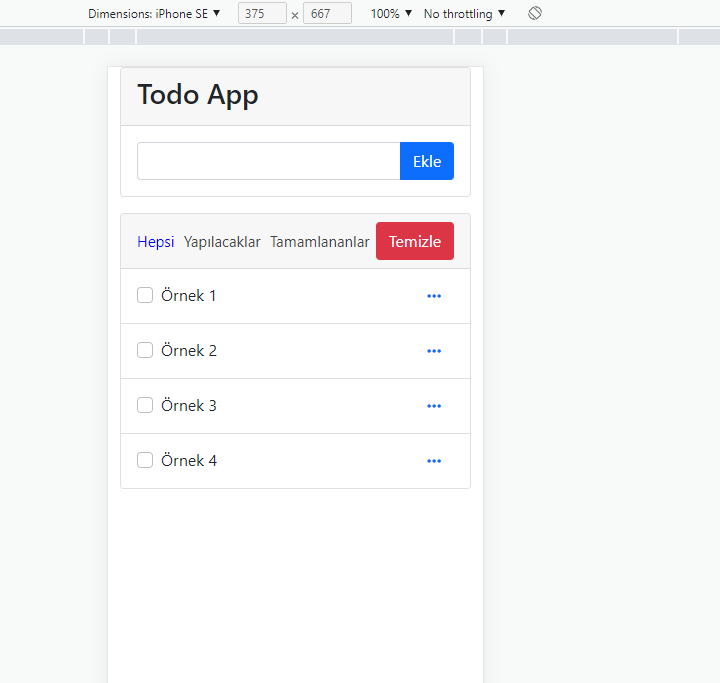 Dimensions: iPhone SE ▼ 375 × 667 100% ▼ No throttling ▼
Todo App
Ekle
Hepsi Yapılacaklar Tamamlananlar Temizle
Örnek 1
Örnek 2
Örnek 3
Örnek 4